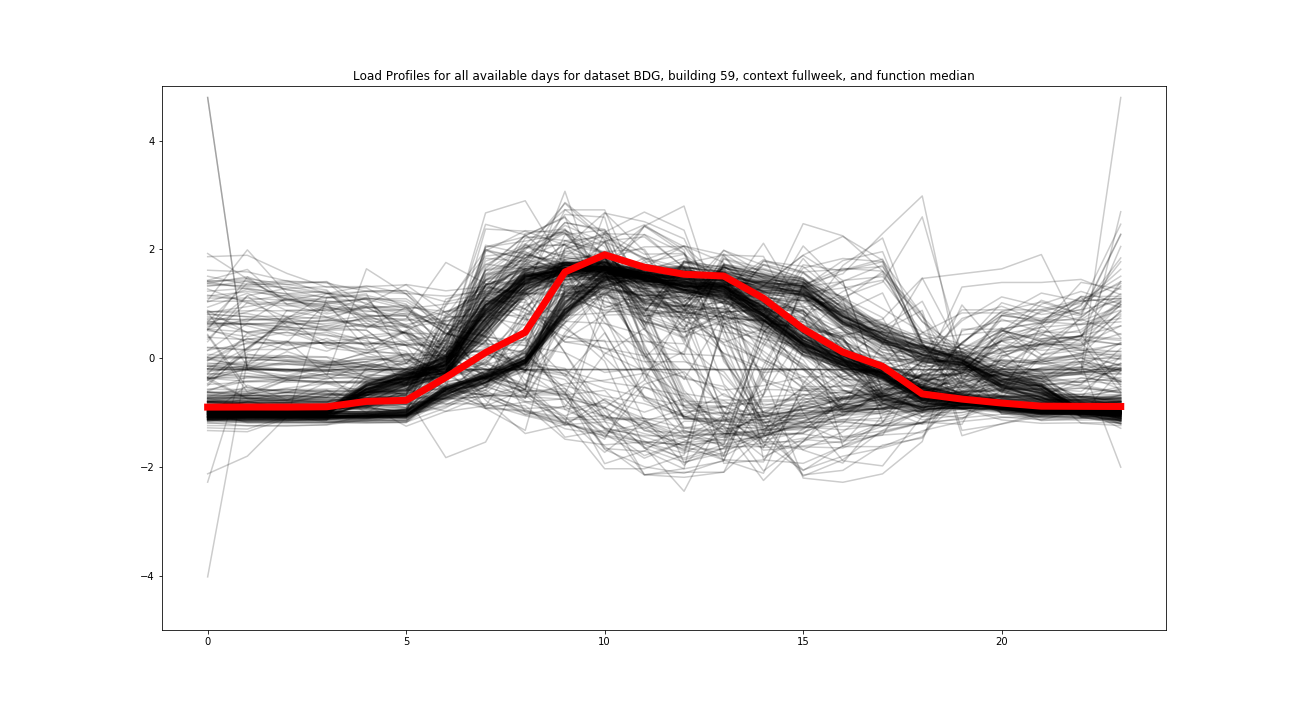 Load Profiles for all available days for dataset BDG, building 59, context fullweek, and function median
4
2
0
−2
−4
0 5 10 15 20